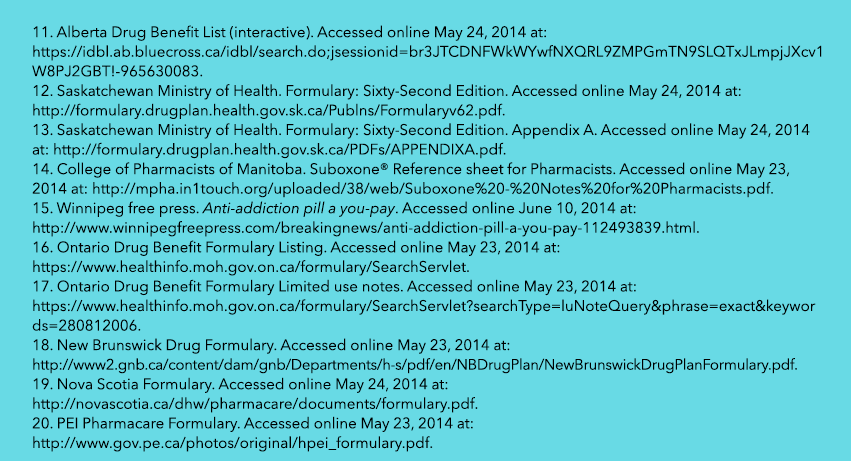 11. Alberta Drug Benefit List (interactive). Accessed online May 24, 2014 at:
https://idbl.ab.bluecross.ca/idbl/search.do;jsessionid=br3JTCDNFWkWYwfNXQRL9ZMPGmTN9SLQTxJLmpjJXcv1
W8PJ2GBT!-965630083.
12. Saskatchewan Ministry of Health. Formulary: Sixty-Second Edition. Accessed online May 24, 2014 at:
http://formulary.drugplan.health.gov.sk.ca/Publns/Formularyv62.pdf.
13. Saskatchewan Ministry of Health. Formulary: Sixty-Second Edition. Appendix A. Accessed online May 24, 2014
at: http://formulary.drugplan.health.gov.sk.ca/PDFs/APPENDIXA.pdf.
14. College of Pharmacists of Manitoba. Suboxone® Reference sheet for Pharmacists. Accessed online May 23,
2014 at: http://mpha.in1touch.org/uploaded/38/web/Suboxone%20-%20Notes%20for%20Pharmacists.pdf.
15. Winnipeg free press. Anti-addiction pill a you-pay. Accessed online June 10, 2014 at:
http://www.winnipegfreepress.com/breakingnews/anti-addiction-pill-a-you-pay-112493839.html.
16. Ontario Drug Benefit Formulary Listing. Accessed online May 23, 2014 at:
https://www.healthinfo.moh.gov.on.ca/formulary/SearchServlet.
17. Ontario Drug Benefit Formulary Limited use notes. Accessed online May 23, 2014 at:
https://www.healthinfo.moh.gov.on.ca/formulary/SearchServlet?searchType=luNoteQuery&phrase=exact&keywor
ds=280812006.
18. New Brunswick Drug Formulary. Accessed online May 23, 2014 at:
http://www2.gnb.ca/content/dam/gnb/Departments/h-s/pdf/en/NBDrugPlan/NewBrunswickDrugPlanFormulary.pdf.
19. Nova Scotia Formulary. Accessed online May 24, 2014 at:
http://novascotia.ca/dhw/pharmacare/documents/formulary.pdf.
20. PEI Pharmacare Formulary. Accessed online May 23, 2014 at:
http://www.gov.pe.ca/photos/original/hpei_formulary.pdf.